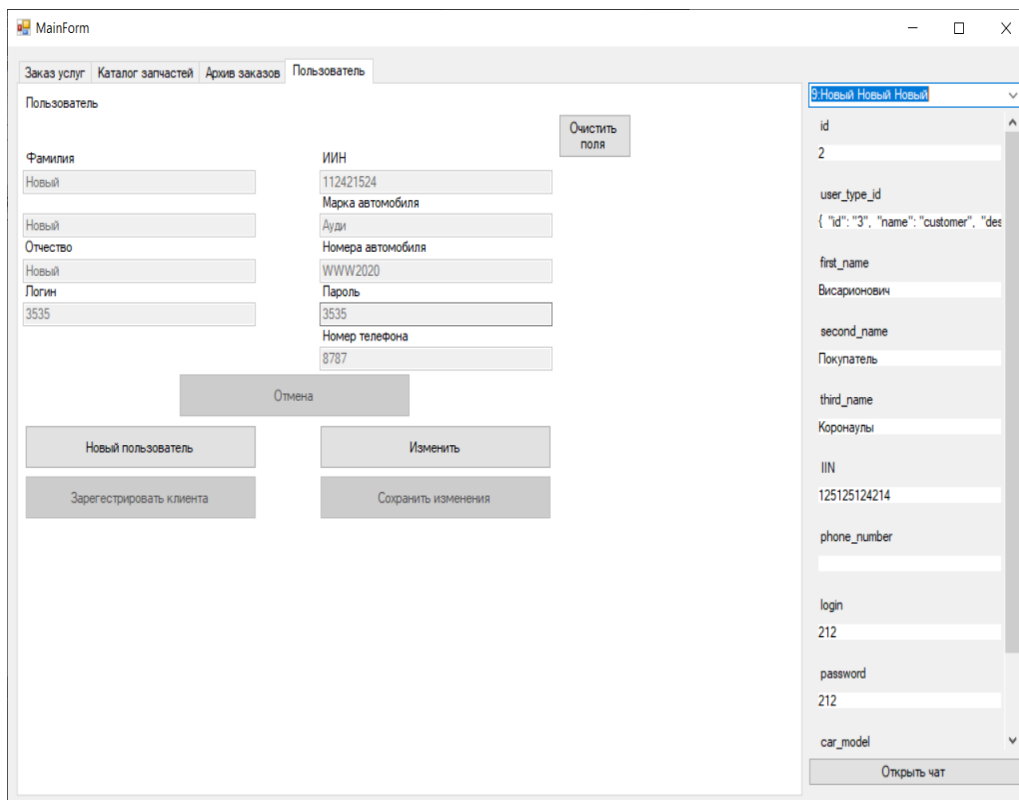 MainForm
Заказ услуг Каталог запчастей Архив заказов Пользователь
Пользователь
Очистить
поля
Фамилия ИИН
Новый 112421524
Марка автомобиля
Новый Ауди
Отчество Номера автомобиля
Новый WWW2020
Логин Пароль
3535 3535
Номер телефона
8787
Отмена
Новый пользователь Изменить
Зарегестрировать клиента Сохранить изменения
9:Новый Новый Новый
id
2
user_type_id
{ "id": "3", "name": "customer", "des
first_name
Висарионович
second_name
Покупатель
third_name
Коронаулы
IIN
125125124214
phone_number
login
212
password
212
car_model
Открыть чат